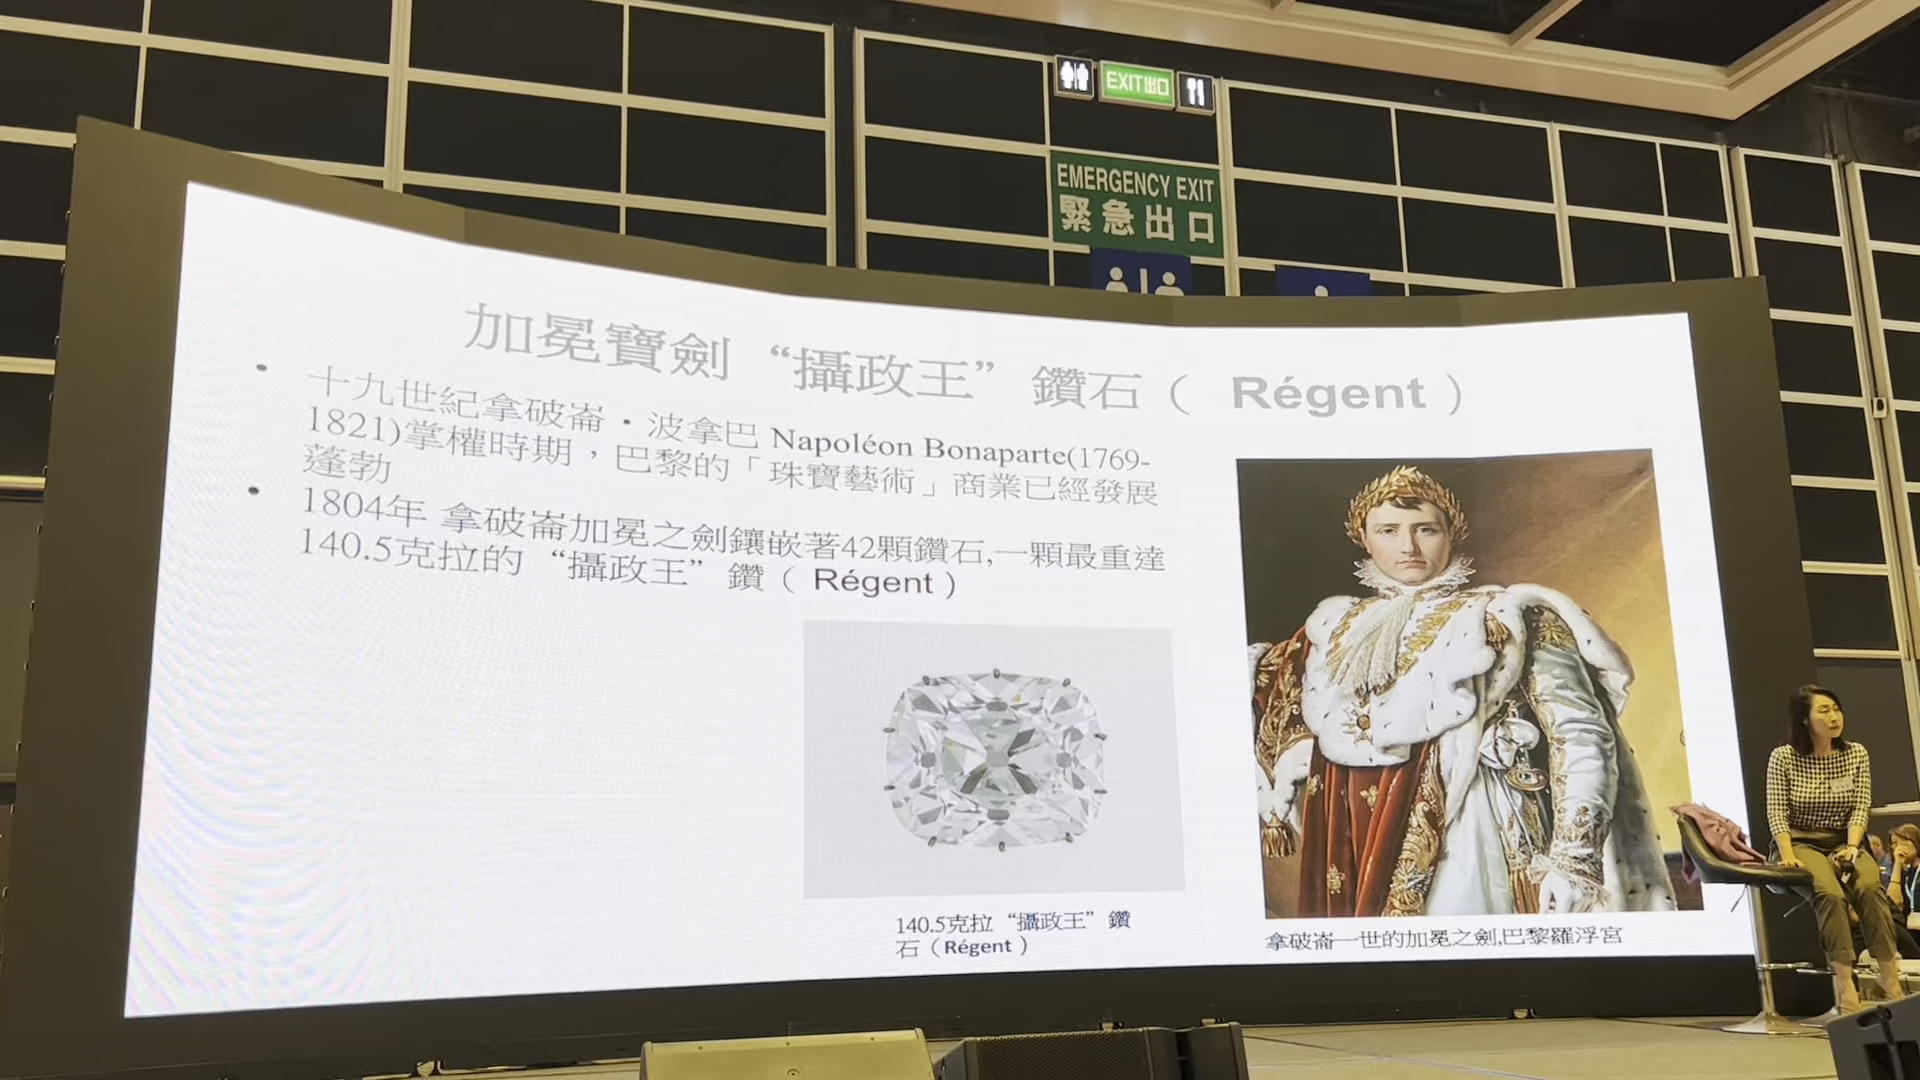 EXIT出口
EMERGENCY EXIT
緊急出口
加冕寶劍 “攝政王” 鑽石 ( Régent )
• 十九世紀拿破崙・波拿巴 Napoléon Bonaparte(1769-
1821)掌權時期，巴黎的「珠寶藝術」商業已經發展
蓬勃
• 1804年 拿破崙加冕之劍鑲嵌著42顆鑽石,一顆最重達
140.5克拉的 “攝政王” 鑽 ( Régent )
140.5克拉 “攝政王” 鑽
石 ( Régent )
拿破崙一世的加冕之劍,巴黎羅浮宮